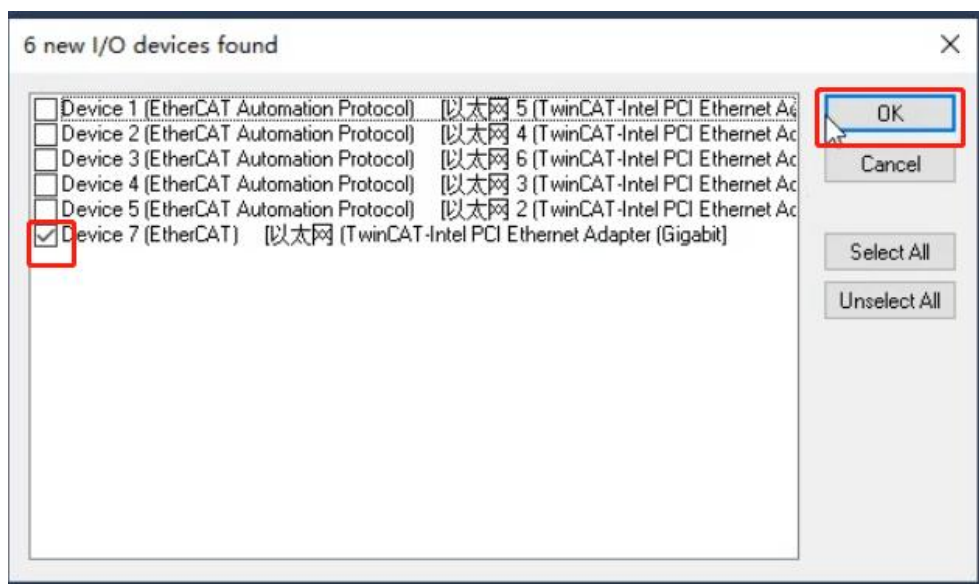 6 new I/O devices found
Device 1 (EtherCAT Automation Protocol) [以太网 5 (TwinCAT-Intel PCI Ethernet Ad
Device 2 (EtherCAT Automation Protocol) [以太网 4 (TwinCAT-Intel PCI Ethernet Ac
Device 3 (EtherCAT Automation Protocol) [以太网 6 (TwinCAT-Intel PCI Ethernet Ac
Device 4 (EtherCAT Automation Protocol) [以太网 3 (TwinCAT-Intel PCI Ethernet Ac
Device 5 (EtherCAT Automation Protocol) [以太网 2 (TwinCAT-Intel PCI Ethernet Ac
Device 7 (EtherCAT) [以太网 (TwinCAT-Intel PCI Ethernet Adapter (Gigabit]
OK
Cancel
Select All
Unselect All